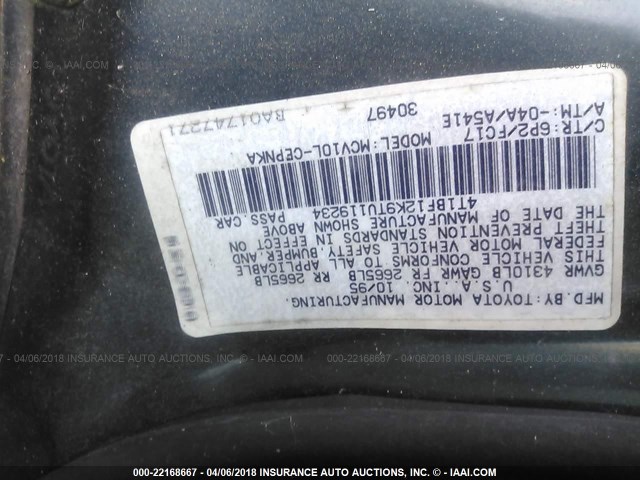 MFD.BY: TOYOTA MOTOR MANUFACTURING,
U.S.A., INC. 10/95
GVWR 4310LB GAWR FR 2665LB RR 2665LB
THIS VEHICLE CONFORMS TO ALL APPLICABLE
FEDERAL MOTOR VEHICLE SAFETY, BUMPER,AND
THEFT PREVENTION STANDARDS IN EFFECT ON
THE DATE OF MANUFACTURE SHOWN ABOVE.
4T1BF12K9TU119234 PASS.CAR
MODEL:MCV10L-CEPNKA
C/TR:6P2/FC17
A/TM:-04A/A541E
30497
BA01747271
000-22168667 - 04/06/2018 INSURANCE AUTO AUCTIONS, INC. - © - IAAI.COM
000-22168667 - 04/06/2018 INSURANCE AUTO AUCTIONS, INC. - © - IAAI.COM